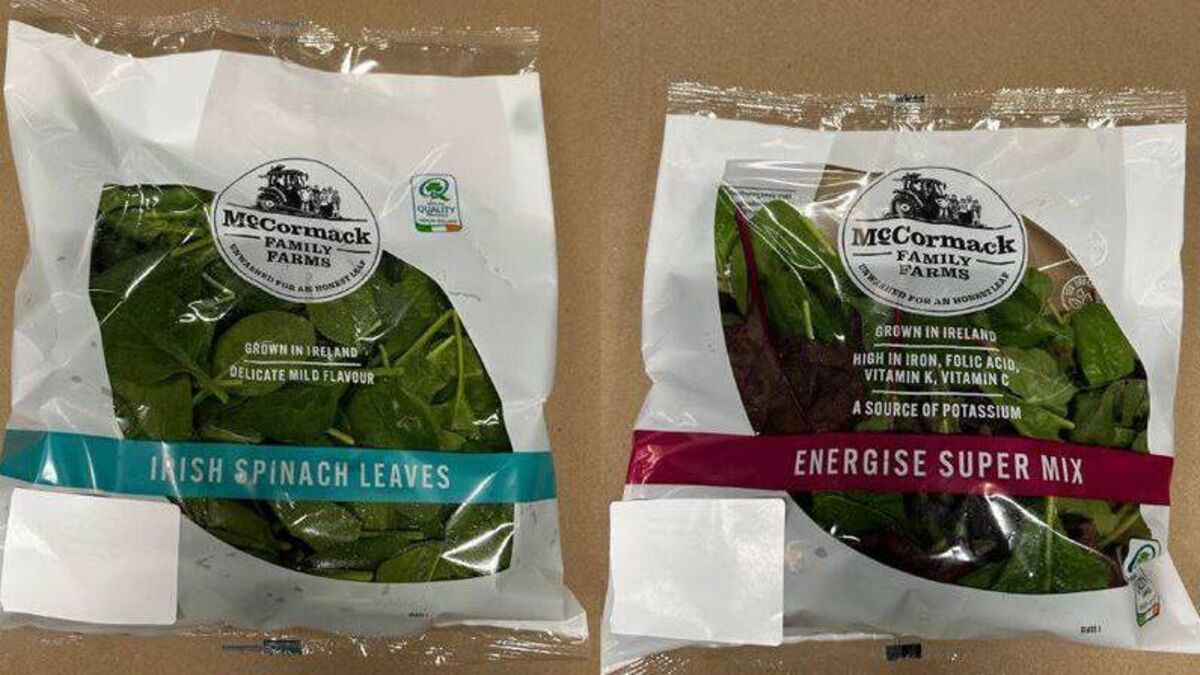 McCormack
FAMILY
FARMS
UNWASHED FOR AN HONEST LEAF
QUALITY
GROWN IN IRELAND
DELICATE MILD FLAVOUR
IRISH SPINACH LEAVES
McCormack
FAMILY
FARMS
UNWASHED FOR AN HONEST LEAF
GROWN IN IRELAND
HIGH IN IRON, FOLIC ACID,
VITAMIN K, VITAMIN C
A SOURCE OF POTASSIUM
ENERGISE SUPER MIX